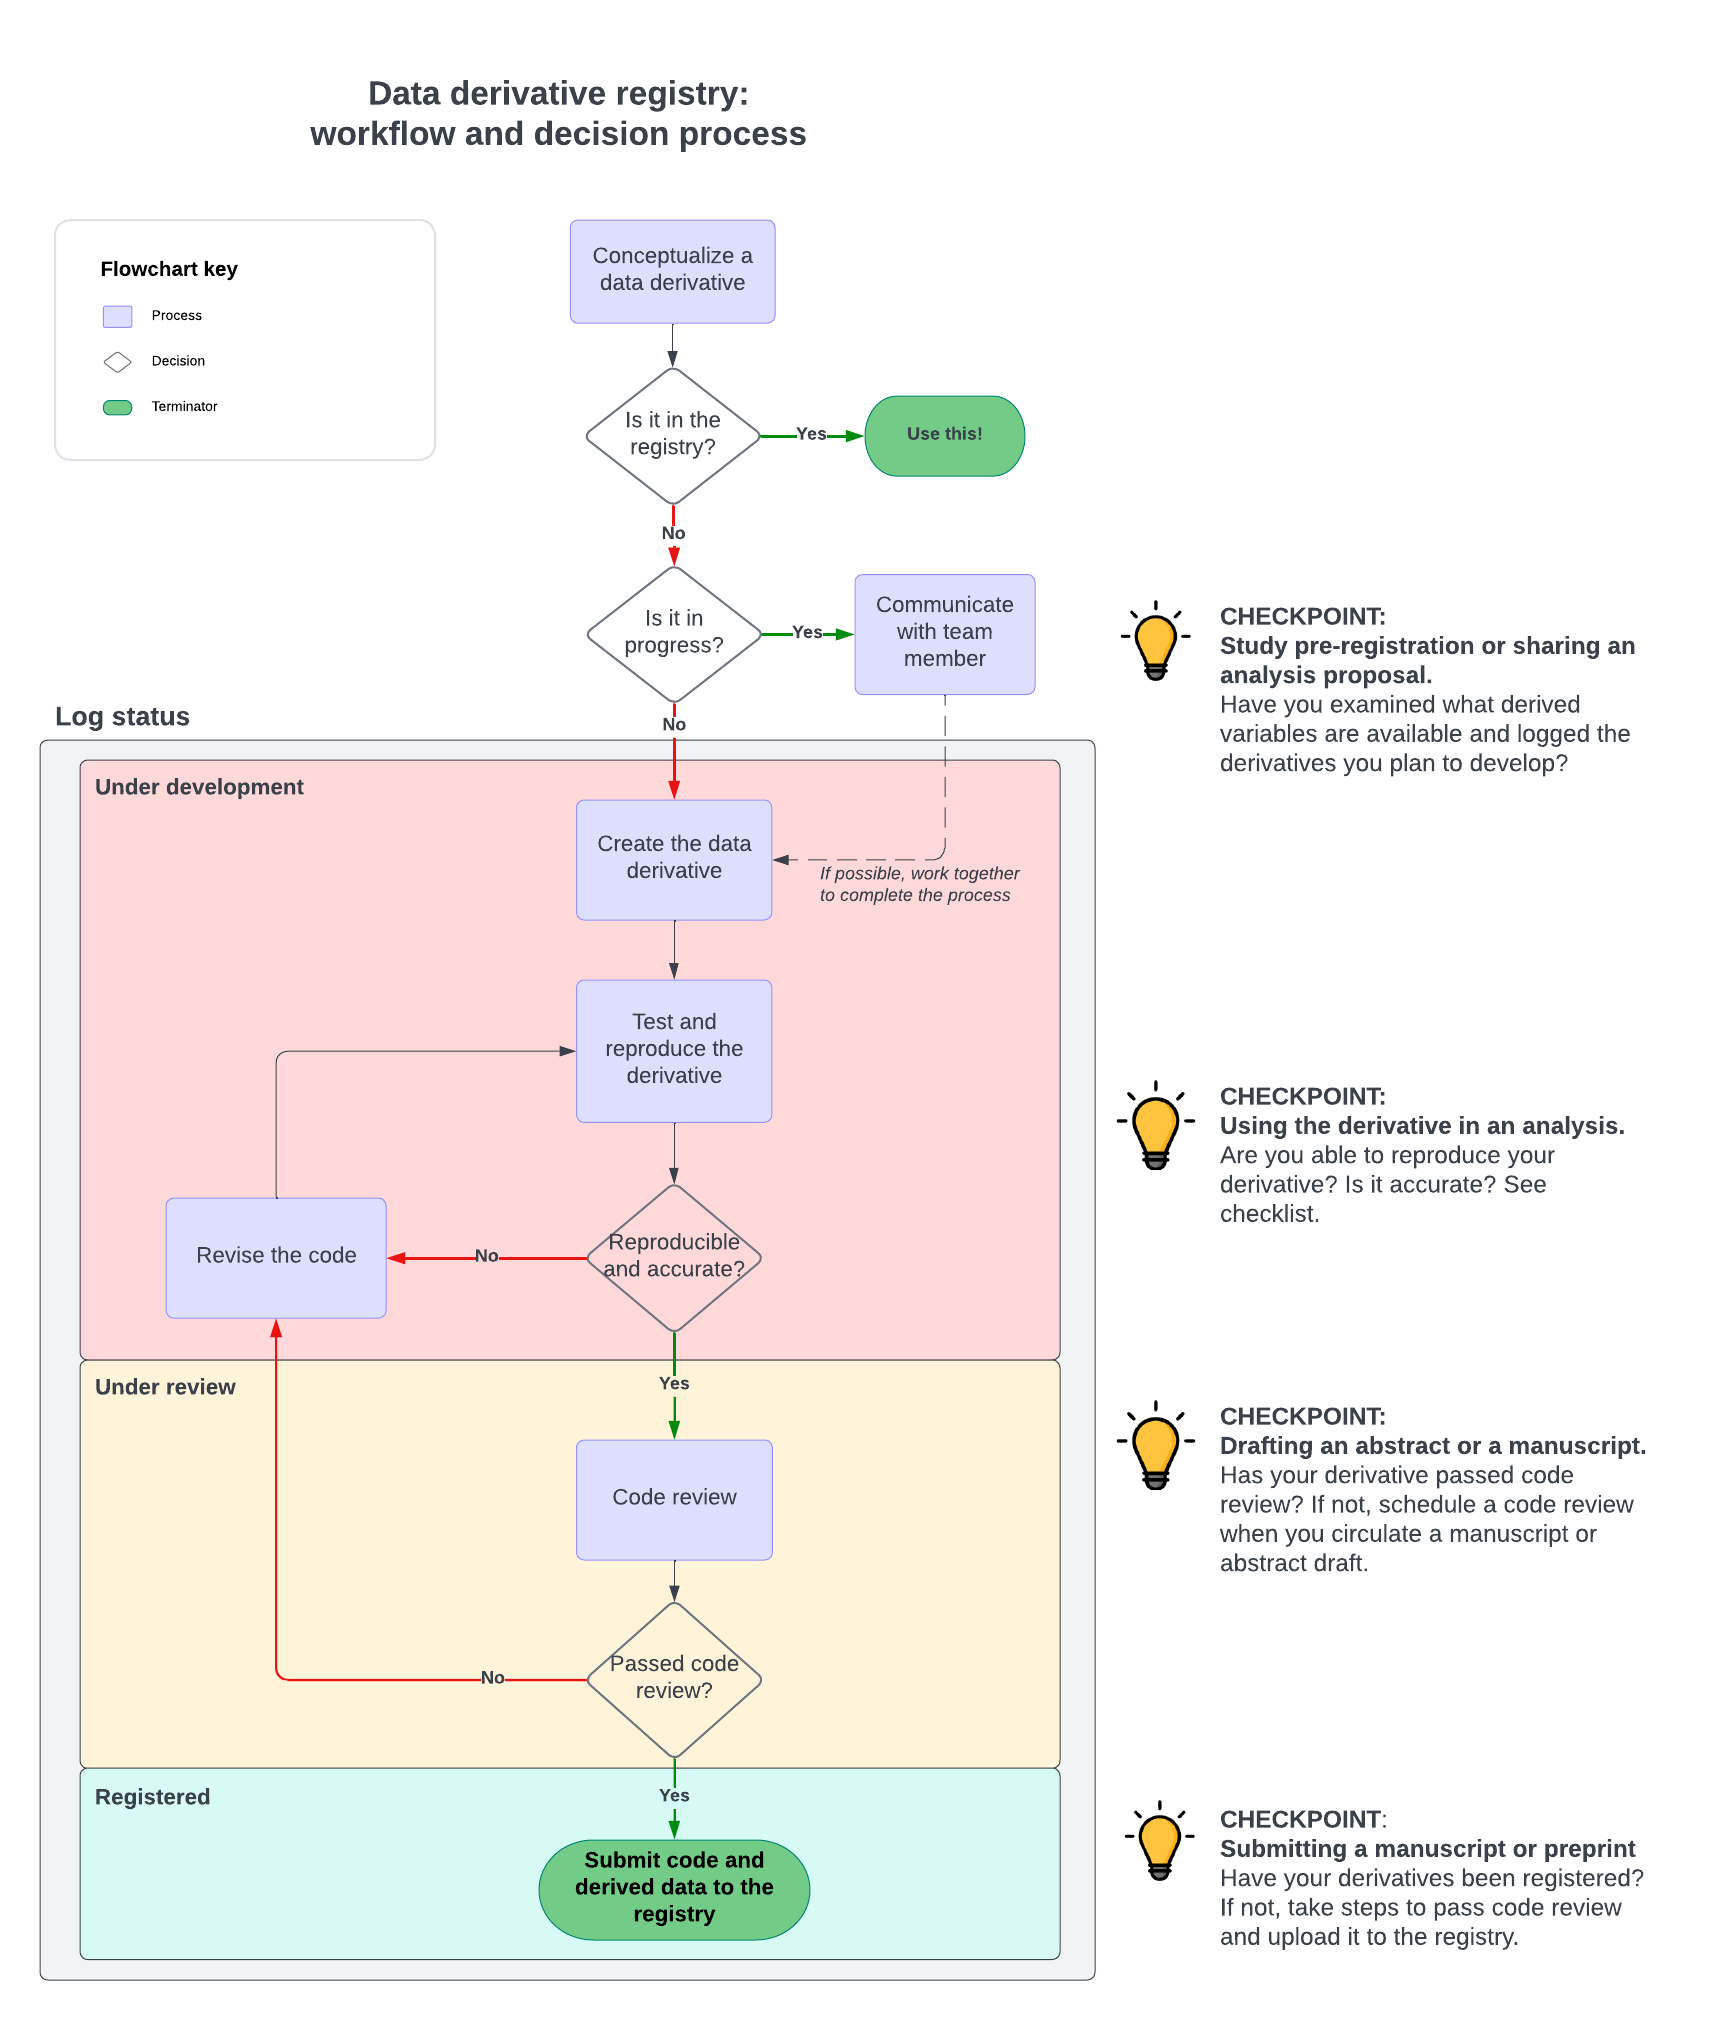 Data derivative registry:
workflow and decision process
Flowchart key
Process
Decision
Terminator
Conceptualize a
data derivative
Is it in the
registry?
Yes
Use this!
No
Is it in
progress?
Yes
Communicate
with team
member
No
CHECKPOINT:
Study pre-registration or sharing an
analysis proposal.
Have you examined what derived
variables are available and logged the
derivatives you plan to develop?
Log status
Under development
Create the data
derivative
If possible, work together
to complete the process
Test and
reproduce the
derivative
CHECKPOINT:
Using the derivative in an analysis.
Are you able to reproduce your
derivative? Is it accurate? See
checklist.
Reproducible
and accurate?
No
Revise the code
Yes
Under review
Code review
CHECKPOINT:
Drafting an abstract or a manuscript.
Has your derivative passed code
review? If not, schedule a code review
when you circulate a manuscript or
abstract draft.
Passed code
review?
No
Yes
Registered
Submit code and
derived data to the
registry
CHECKPOINT:
Submitting a manuscript or preprint
Have your derivatives been registered?
If not, take steps to pass code review
and upload it to the registry.